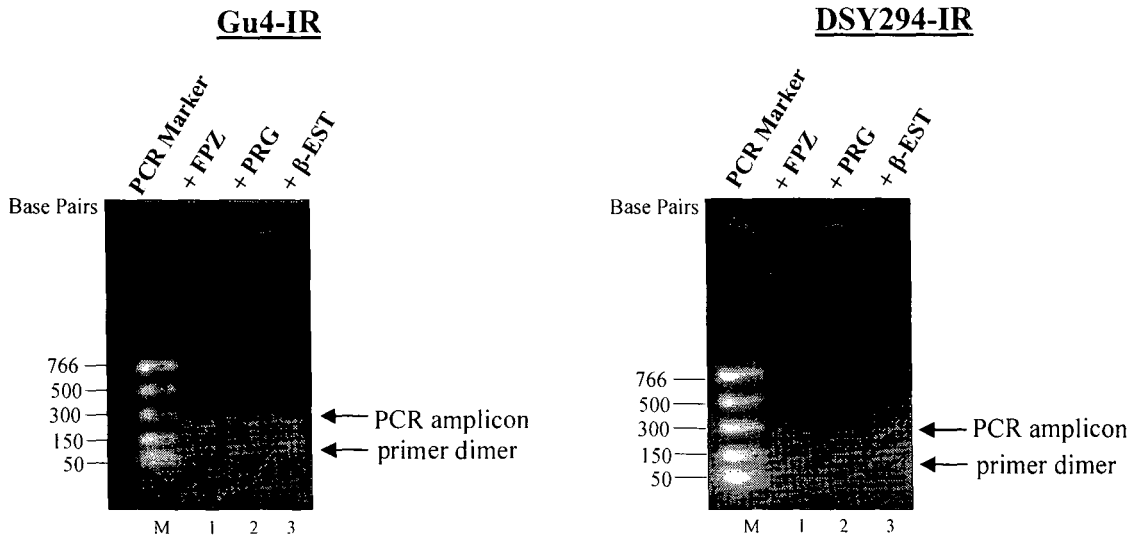 Gu4-IR
PCR Marker
+ FPZ
+ PRG
+ β-EST
Base Pairs
766
500
300
150
50
PCR amplicon
primer dimer
M 1 2 3
DSY294-IR
PCR Marker
+ FPZ
+ PRG
+ β-EST
Base Pairs
766
500
300
150
50
PCR amplicon
primer dimer
M 1 2 3